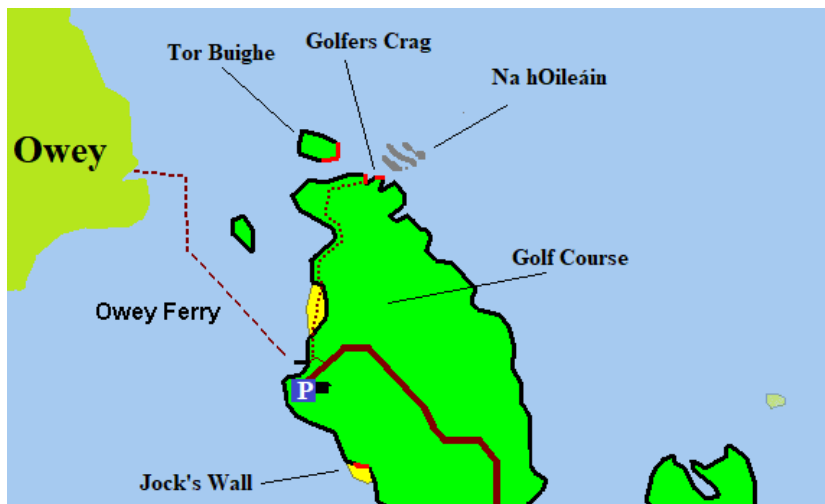 Golfers Crag
Tor Buighe
Na hOileáin
Owey
Golf Course
Owey Ferry
P
Jock's Wall